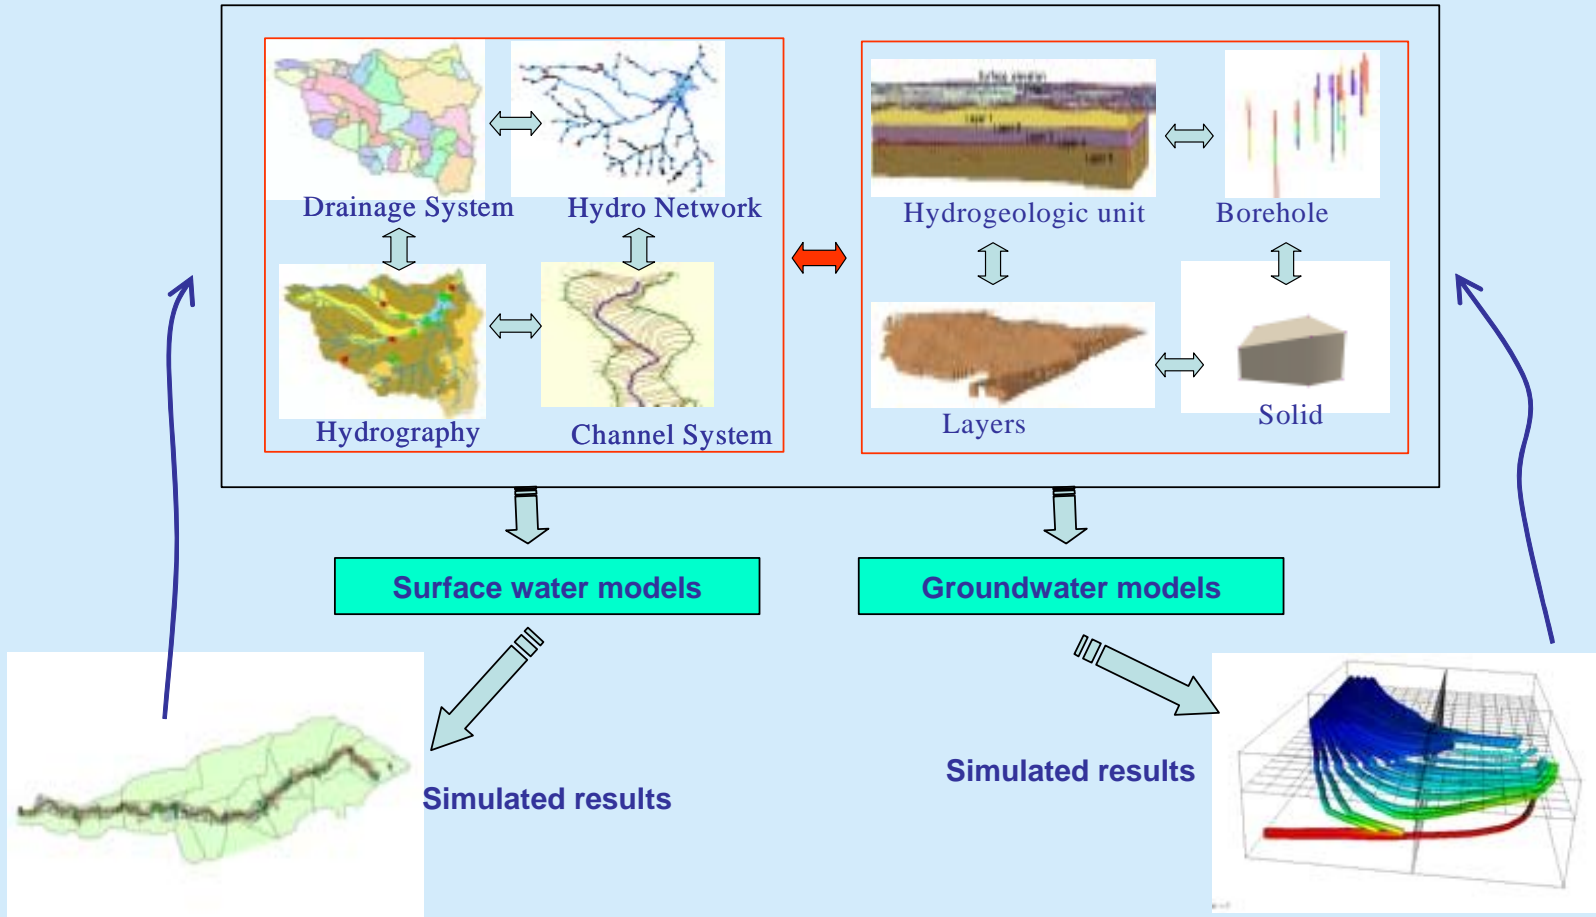 Drainage System
Hydro Network
Hydrography
Channel System
Hydrogeologic unit
Borehole
Layers
Solid
Surface water models
Groundwater models
Simulated results
Simulated results